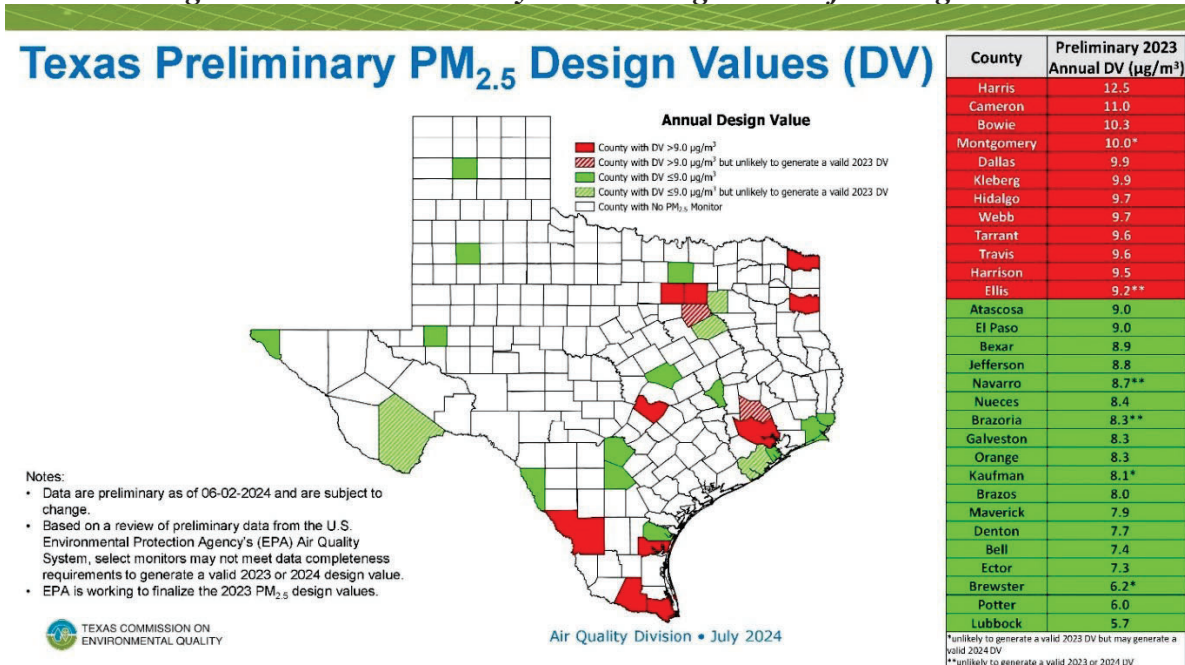 Texas Preliminary PM2.5 Design Values (DV)
Annual Design Value
County with DV >9.0 µg/m³
County with DV >9.0 µg/m³ but unlikely to generate a vaild 2023 DV
County with DV ≤9.0 µg/m³
County with DV ≤9.0 µg/m³ but unlikely to generate a vaild 2023 DV
County with No PM2.5 Monitor
Notes:
• Data are preliminary as of 06-02-2024 and are subject to
change.
• Based on a review of preliminary data from the U.S.
Environmental Protection Agency's (EPA) Air Quality
System, select monitors may not meet data completeness
requirements to generate a valid 2023 or 2024 design value.
• EPA is working to finalize the 2023 PM2.5 design values.
TEXAS COMMISSION ON
ENVIRONMENTAL QUALITY
Air Quality Division • July 2024
County Preliminary 2023
Annual DV (µg/m³)
Harris 12.5
Cameron 11.0
Bowie 10.3
Montgomery 10.0*
Dallas 9.9
Kleberg 9.9
Hidalgo 9.7
Webb 9.7
Tarrant 9.6
Travis 9.6
Harrison 9.5
Ellis 9.2**
Atascosa 9.0
El Paso 9.0
Bexar 8.9
Jefferson 8.8
Navarro 8.7**
Nueces 8.4
Brazoria 8.3**
Galveston 8.3
Orange 8.3
Kaufman 8.1*
Brazos 8.0
Maverick 7.9
Denton 7.7
Bell 7.4
Ector 7.3
Brewster 6.2*
Potter 6.0
Lubbock 5.7
*unlikely to generate a valid 2023 DV but may generate a
valid 2024 DV
**unlikely to generate a valid 2023 or 2024 DV